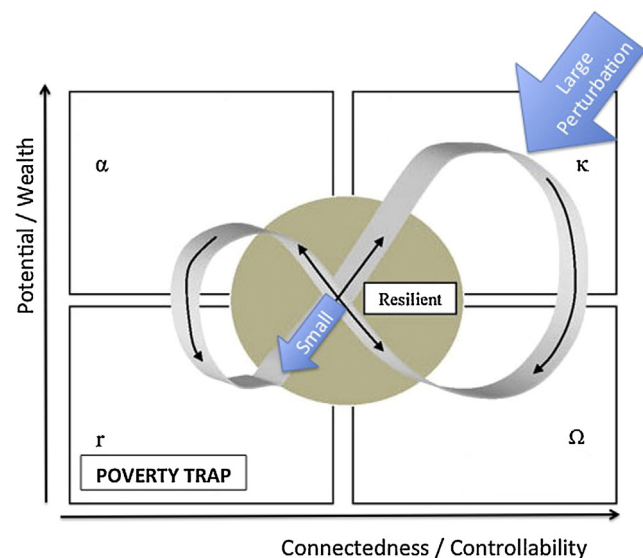 Large
Perturbation
α
κ
Potential / Wealth
Resilient
Small
r
Ω
POVERTY TRAP
Connectedness / Controllability